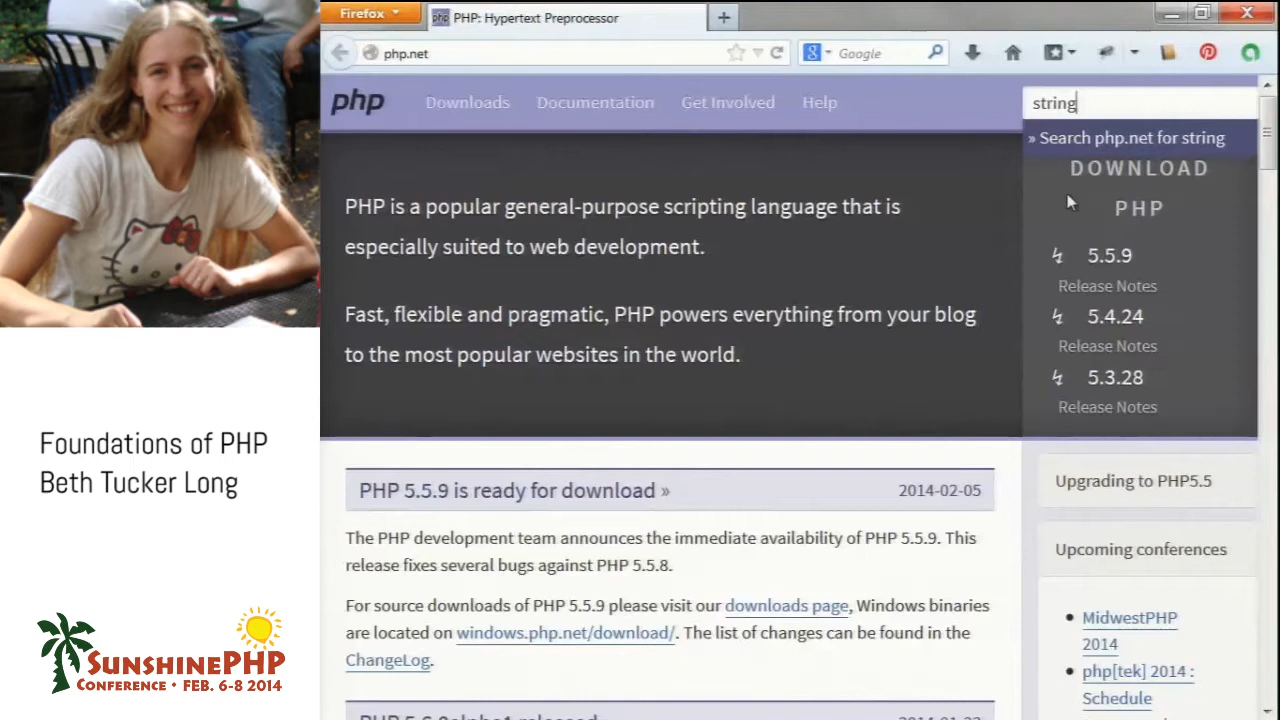 Firefox
php
PHP: Hypertext Preprocessor
php.net
Google
php
Downloads
Documentation
Get Involved
Help
string
» Search php.net for string
DOWNLOAD
PHP
5.5.9
Release Notes
5.4.24
Release Notes
5.3.28
Release Notes
PHP is a popular general-purpose scripting language that is
especially suited to web development.
Fast, flexible and pragmatic, PHP powers everything from your blog
to the most popular websites in the world.
Foundations of PHP
Beth Tucker Long
SunshinePHP
Conference • Feb. 6-8 2014
PHP 5.5.9 is ready for download »
2014-02-05
The PHP development team announces the immediate availability of PHP 5.5.9. This
release fixes several bugs against PHP 5.5.8.
For source downloads of PHP 5.5.9 please visit our downloads page, Windows binaries
are located on windows.php.net/download/. The list of changes can be found in the
ChangeLog.
Upgrading to PHP5.5
Upcoming conferences
MidwestPHP
2014
php[tek] 2014 :
Schedule